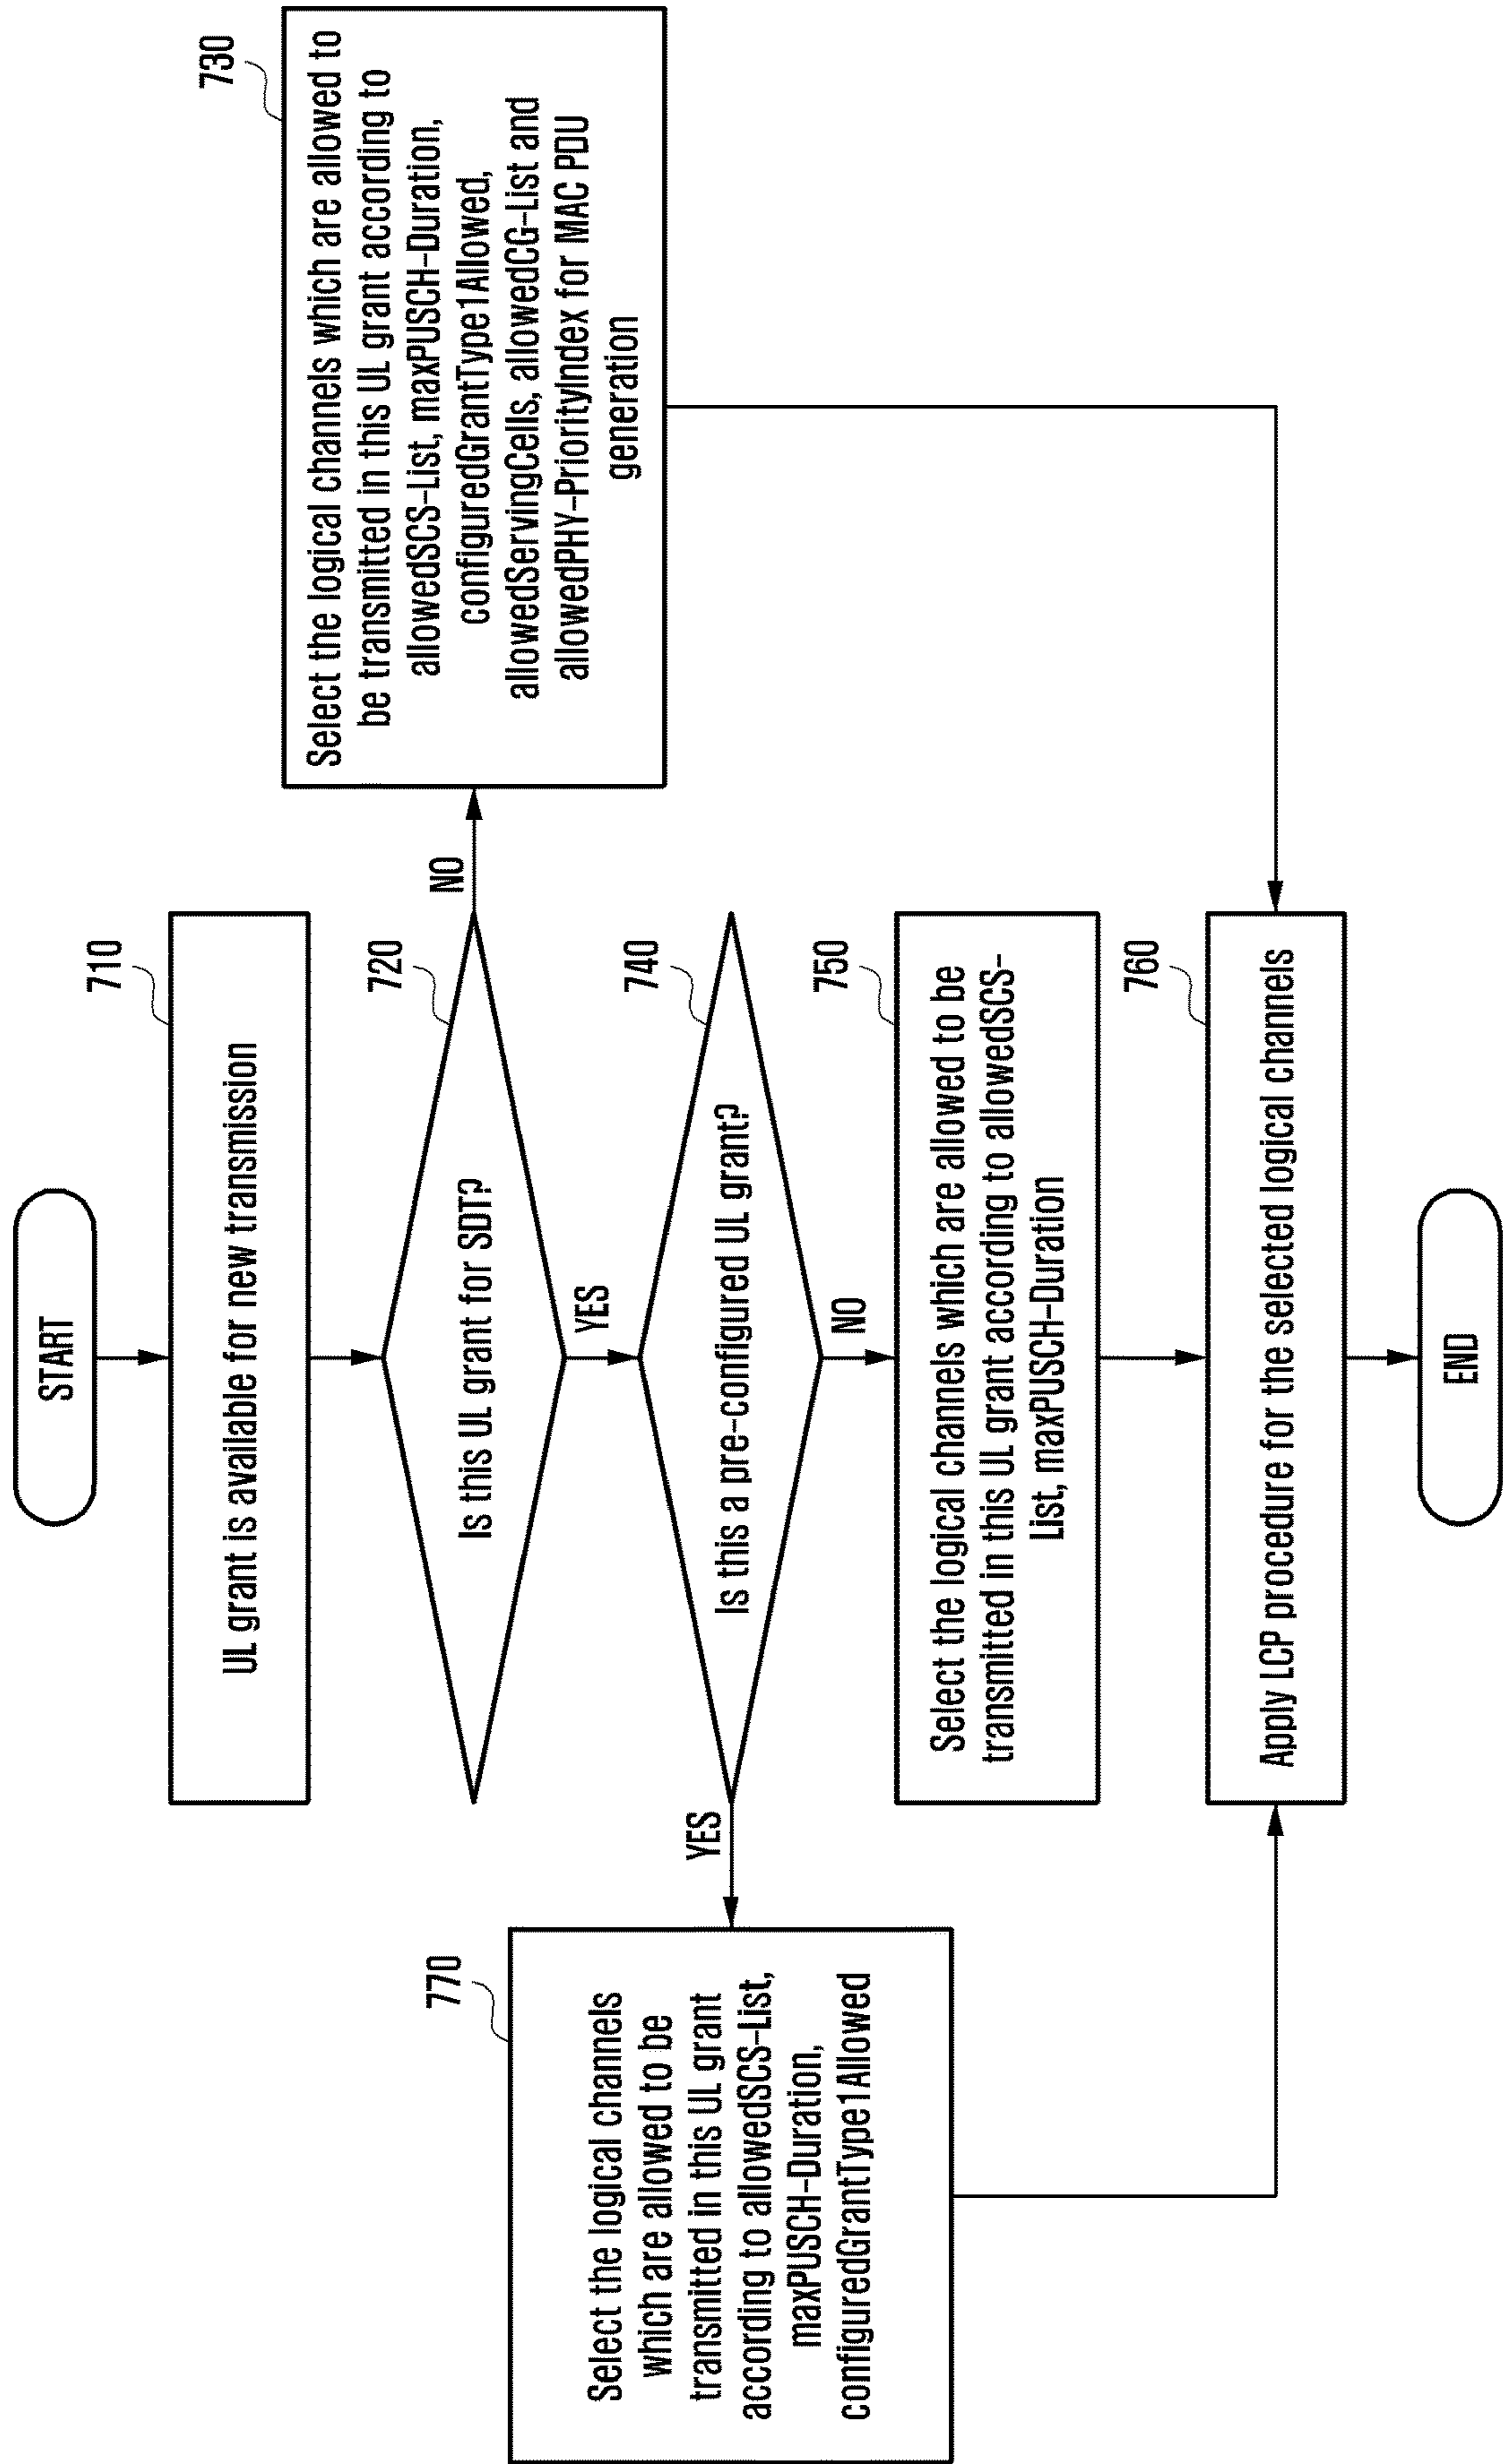 START
710
UL grant is available for new transmission
720
Is this UL grant for SDT?
NO
730
Select the logical channels which are allowed to
be transmitted in this UL grant according to
allowedSCS-List, maxPUSCH-Duration,
configuredGrantType1Allowed,
allowedServingCells, allowedCG-List and
allowedPHY-PriorityIndex for MAC PDU
generation
YES
740
Is this a pre-configured UL grant?
YES
770
Select the logical channels
which are allowed to be
transmitted in this UL grant
according to allowedSCS-List,
maxPUSCH-Duration,
configuredGrantType1Allowed
NO
750
Select the logical channels which are allowed to be
transmitted in this UL grant according to allowedSCS-
List, maxPUSCH-Duration
760
Apply LCP procedure for the selected logical channels
END